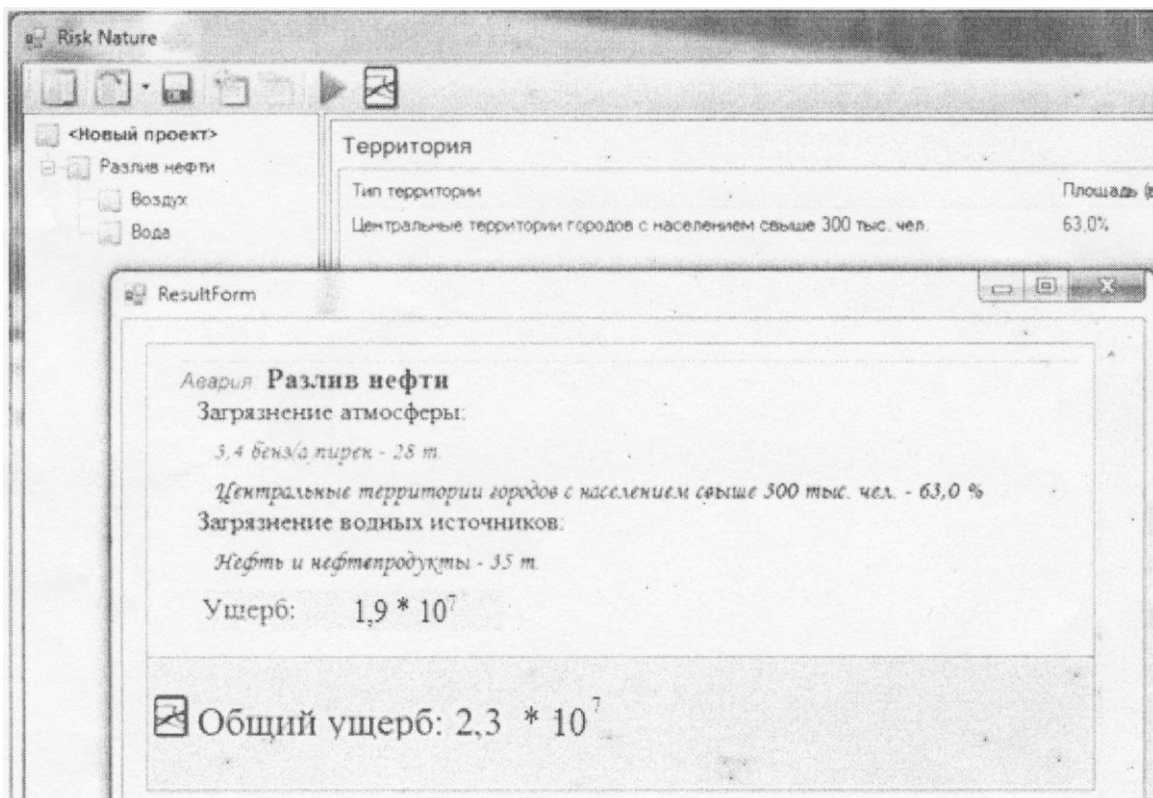 Risk Nature
<Новый проект>
Разлив нефти
Воздух
Вода
Территория
Тип территории
Площадь
Центральные территории городов с населением свыше 300 тыс. чел.
63,0%
ResultForm
Авария Разлив нефти
Загрязнение атмосферы:
3,4 бенз/а пирен - 28 т.
Центральные территории городов с населением свыше 300 тыс. чел. - 63,0 %
Загрязнение водных источников:
Нефть и нефтепродукты - 35 т.
Ущерб: 1,9 * 10⁷
Общий ущерб: 2,3 * 10⁷